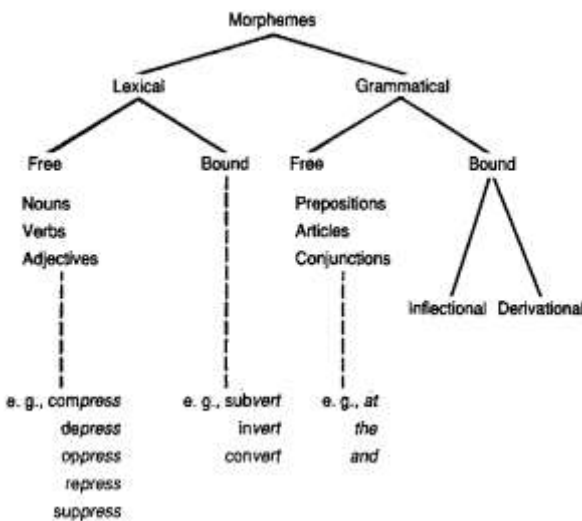 Morphemes
Lexical Grammatical
Free Bound Free Bound
Nouns Prepositions
Verbs Articles
Adjectives Conjunctions
Inflectional Derivational
e. g., compress e. g., subvert e. g., at
depress invert the
oppress convert and
repress
suppress